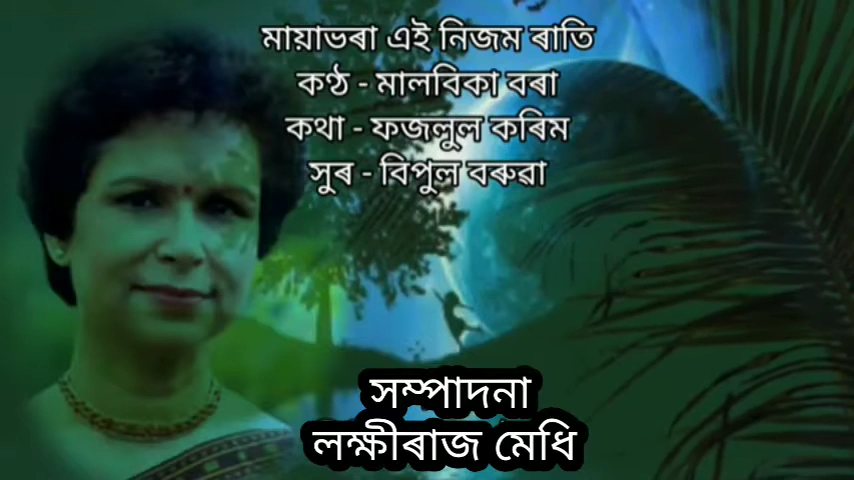 মায়াভৰা এই নিজম ৰাতি
কণ্ঠ - মালবিকা বৰা
কথা - ফজলুল কৰিম
সুৰ - বিপুল বৰুৱা
সম্পাদনা
লক্ষীৰাজ মেধি